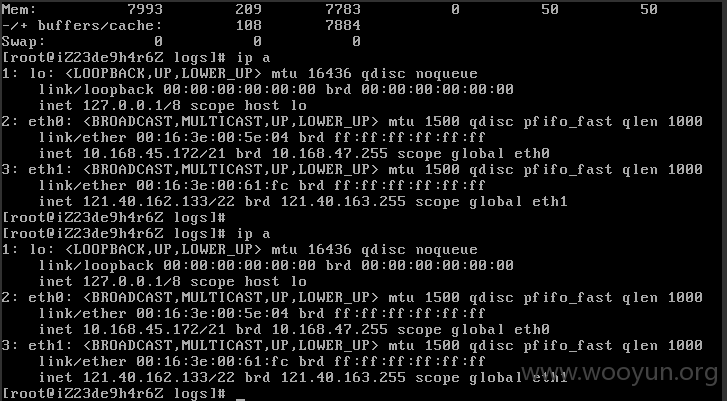 Mem: 7993 209 7783 0 50 50
-/+ buffers/cache: 108 7884
Swap: 0 0 0
[root@iZ23de9h4r6Z logs]# ip a
1: lo: <LOOPBACK,UP,LOWER_UP> mtu 16436 qdisc noqueue
link/loopback 00:00:00:00:00:00 brd 00:00:00:00:00:00
inet 127.0.0.1/8 scope host lo
2: eth0: <BROADCAST,MULTICAST,UP,LOWER_UP> mtu 1500 qdisc pfifo_fast qlen 1000
link/ether 00:16:3e:00:5e:04 brd ff:ff:ff:ff:ff:ff
inet 10.168.45.172/21 brd 10.168.47.255 scope global eth0
3: eth1: <BROADCAST,MULTICAST,UP,LOWER_UP> mtu 1500 qdisc pfifo_fast qlen 1000
link/ether 00:16:3e:00:61:fc brd ff:ff:ff:ff:ff:ff
inet 121.40.162.133/22 brd 121.40.163.255 scope global eth1
[root@iZ23de9h4r6Z logs]#
[root@iZ23de9h4r6Z logs]# ip a
1: lo: <LOOPBACK,UP,LOWER_UP> mtu 16436 qdisc noqueue
link/loopback 00:00:00:00:00:00 brd 00:00:00:00:00:00
inet 127.0.0.1/8 scope host lo
2: eth0: <BROADCAST,MULTICAST,UP,LOWER_UP> mtu 1500 qdisc pfifo_fast qlen 1000
link/ether 00:16:3e:00:5e:04 brd ff:ff:ff:ff:ff:ff
inet 10.168.45.172/21 brd 10.168.47.255 scope global eth0
3: eth1: <BROADCAST,MULTICAST,UP,LOWER_UP> mtu 1500 qdisc pfifo_fast qlen 1000
link/ether 00:16:3e:00:61:fc brd ff:ff:ff:ff:ff:ff
inet 121.40.162.133/22 brd 121.40.163.255 scope global eth1
www.wooyun.org
[root@iZ23de9h4r6Z logs]# _